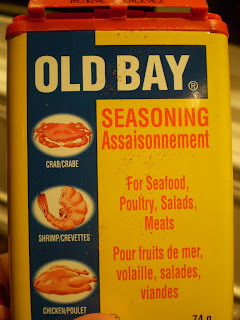 OLD BAY®
SEASONING
Assaisonnement
CRAB/CRABE
For Seafood,
Poultry, Salads,
Meats
SHRIMP/CREVETTES
Pour fruits de mer,
volaille, salades,
viandes
CHICKEN/POULET
74 g